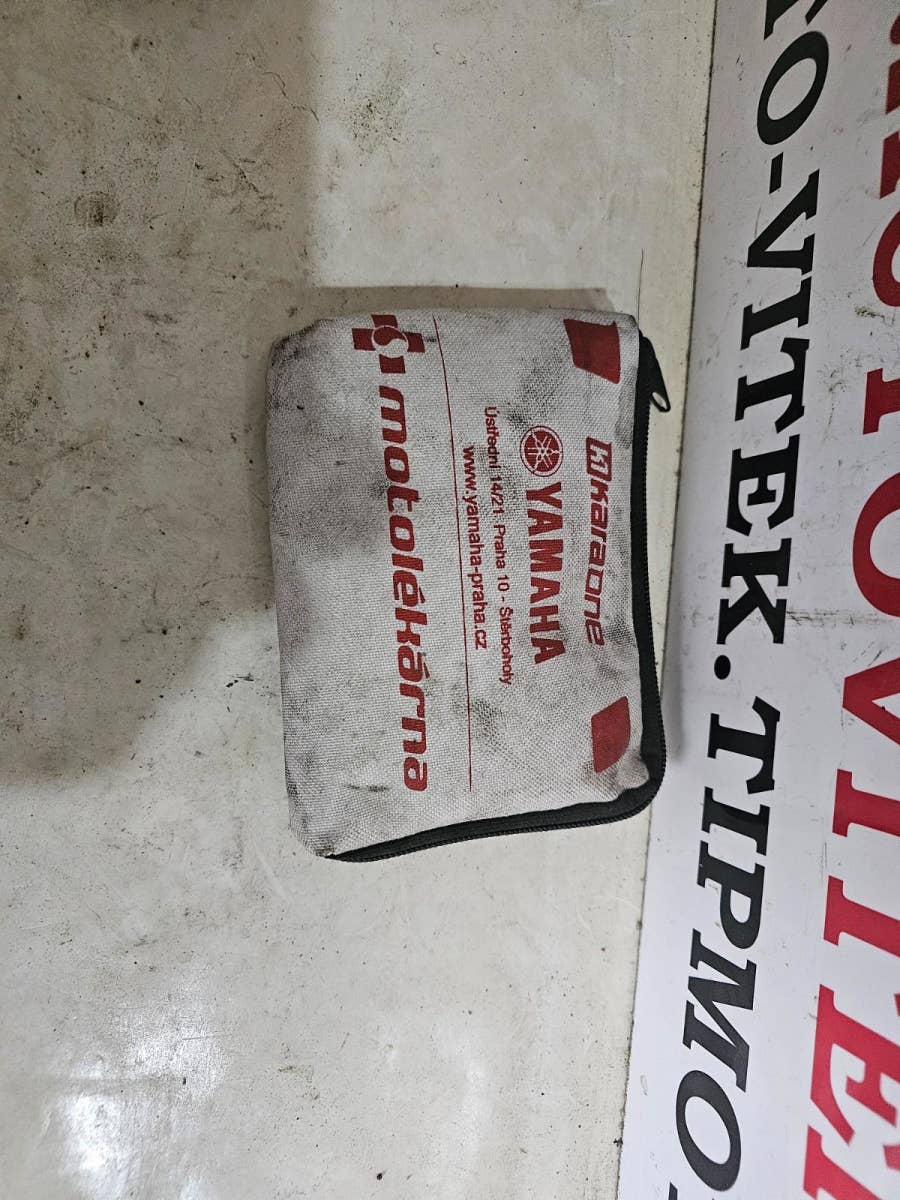 Karaone
YAMAHA
Ústřední 14/21 Praha 10 - Štěrboholy
www.yamaha-praha.cz
motolékárna
O-VITEK.TIPMO